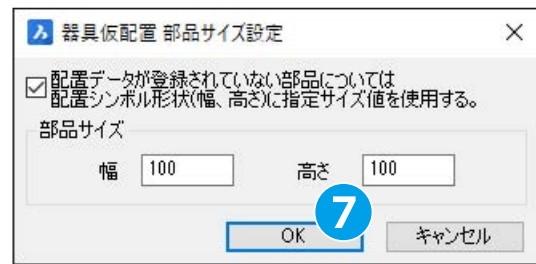 器具仮配置 部品サイズ設定
配置データが登録されていない部品については
配置シンボル形状(幅、高さ)に指定サイズ値を使用する。
部品サイズ
幅 100 高さ 100
7
OK キャンセル